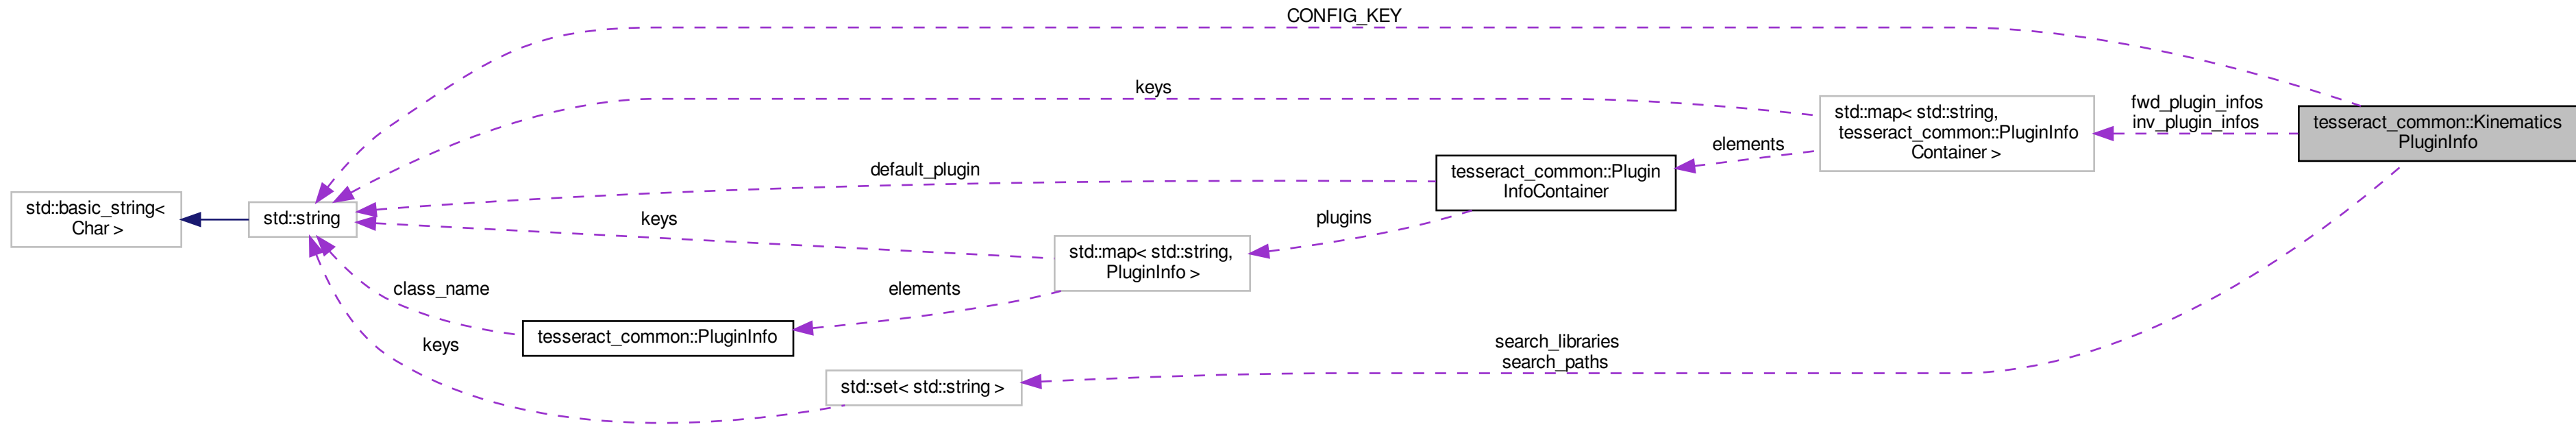 CONFIG_KEY
keys
fwd_plugin_infos
inv_plugin_infos
std::map< std::string,
tesseract_common::PluginInfo
Container >
tesseract_common::Kinematics
PluginInfo
elements
default_plugin
tesseract_common::Plugin
InfoContainer
std::basic_string<
Char >
std::string
keys
plugins
std::map< std::string,
PluginInfo >
class_name
elements
tesseract_common::PluginInfo
keys
search_libraries
search_paths
std::set< std::string >